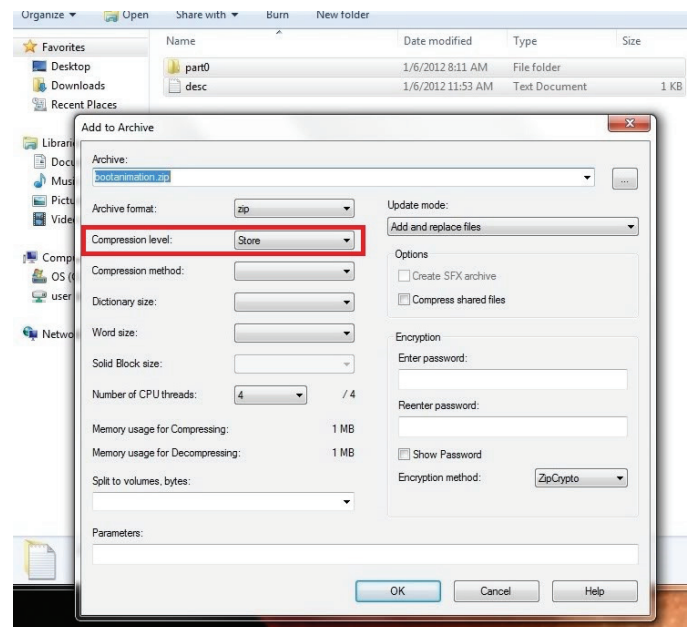 Organize Open Share with Burn New folder
Favorites
Desktop
Downloads
Recent Places
Name Date modified Type Size
part0 1/6/2012 8:11 AM File folder
desc 1/6/2012 11:53 AM Text Document 1 KB
Add to Archive
Archive:
bootanimation.zip
...
Archive format: zip
Compression level: Store
Compression method:
Dictionary size:
Word size:
Solid Block size:
Number of CPU threads: 4 / 4
Memory usage for Compressing: 1 MB
Memory usage for Decompressing: 1 MB
Split to volumes, bytes:
Update mode:
Add and replace files
Options
Create SFX archive
Compress shared files
Encryption
Enter password:
Reenter password:
Show Password
Encryption method: ZipCrypto
Parameters:
OK Cancel Help
OS
user